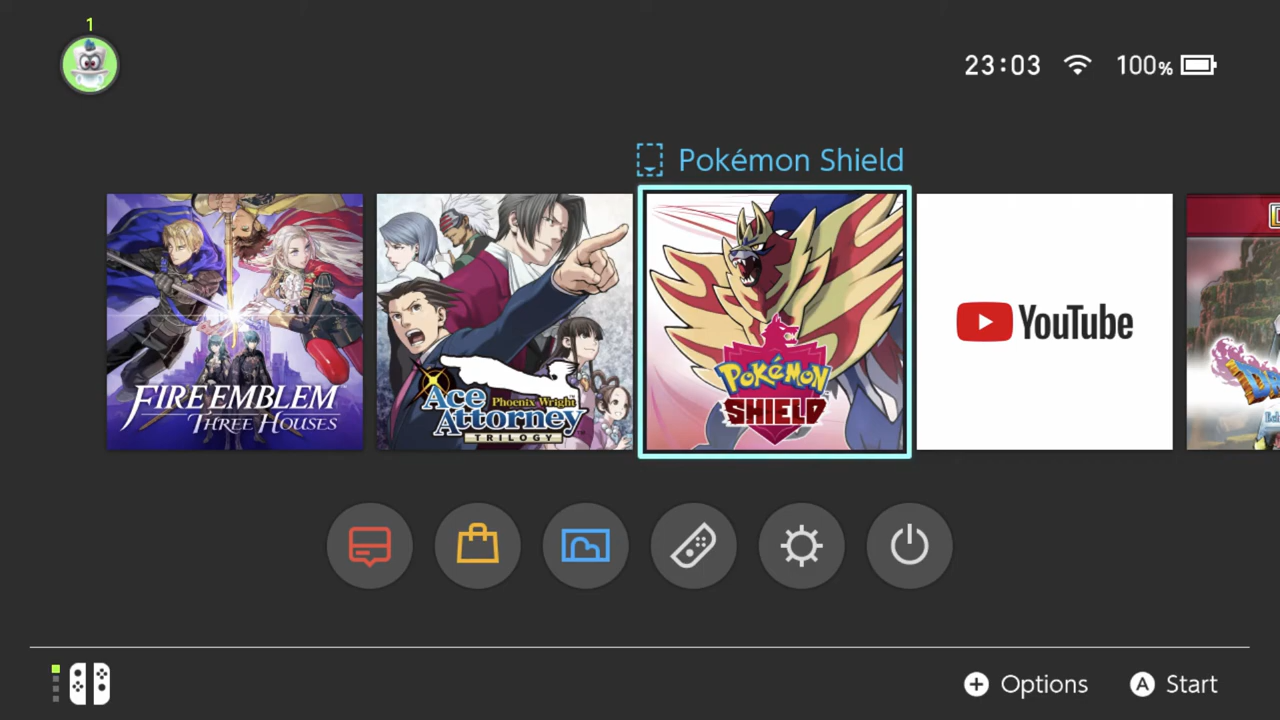 1
23:03 100%
Pokémon Shield
FIRE EMBLEM
THREE HOUSES
Ace
Phoenix Wright
Attorney
TRILOGY
POKéMON
SHIELD
YouTube
Options
Start